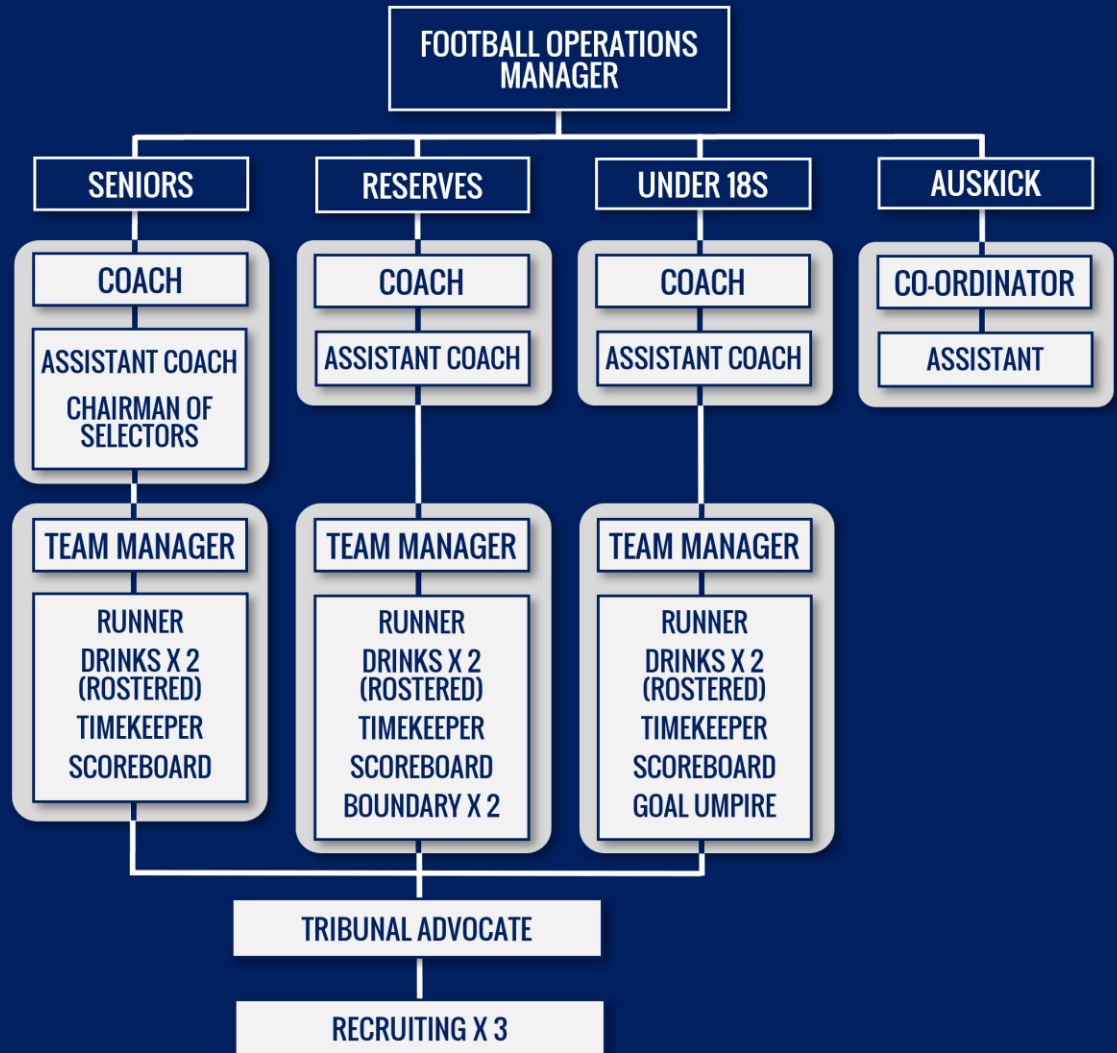 FOOTBALL OPERATIONS
MANAGER
SENIORS
RESERVES
UNDER 18S
AUSKICK
COACH
ASSISTANT COACH
CHAIRMAN OF
SELECTORS
TEAM MANAGER
RUNNER
DRINKS X 2
(ROSTERED)
TIMEKEEPER
SCOREBOARD
COACH
ASSISTANT COACH
TEAM MANAGER
RUNNER
DRINKS X 2
(ROSTERED)
TIMEKEEPER
SCOREBOARD
BOUNDARY X 2
COACH
ASSISTANT COACH
TEAM MANAGER
RUNNER
DRINKS X 2
(ROSTERED)
TIMEKEEPER
SCOREBOARD
GOAL UMPIRE
CO-ORDINATOR
ASSISTANT
TRIBUNAL ADVOCATE
RECRUITING X 3